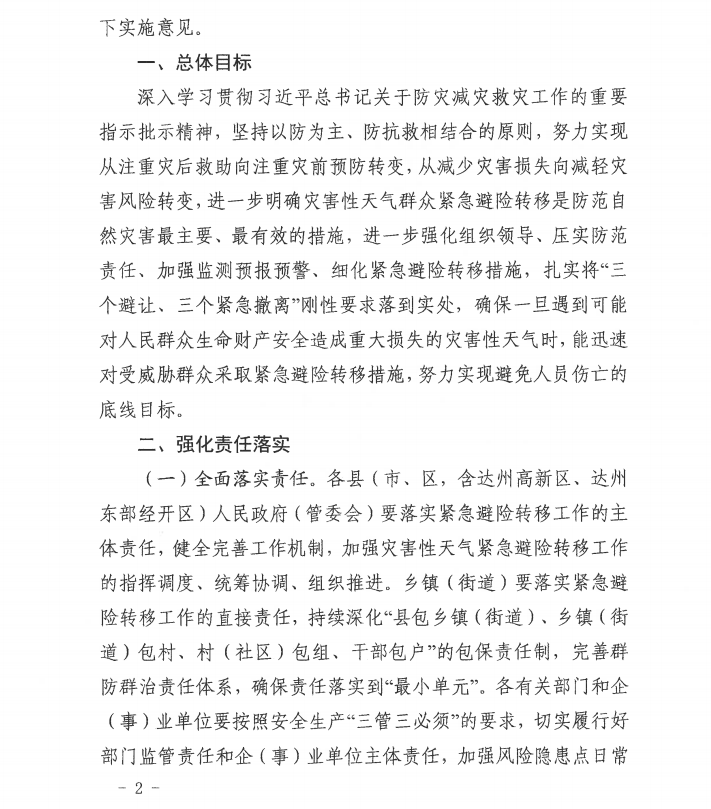 下实施意见。
一、总体目标
深入学习贯彻习近平总书记关于防灾减灾救灾工作的重要
指示批示精神，坚持以防为主、防抗救相结合的原则，努力实现
从注重灾后救助向注重灾前预防转变，从减少灾害损失向减轻灾
害风险转变，进一步明确灾害性天气群众紧急避险转移是防范自
然灾害最主要、最有效的措施，进一步强化组织领导、压实防范
责任、加强监测预报预警、细化紧急避险转移措施，扎实将“三
个避让、三个紧急撤离”刚性要求落到实处，确保一旦遇到可能
对人民群众生命财产安全造成重大损失的灾害性天气时，能迅速
对受威胁群众采取紧急避险转移措施，努力实现避免人员伤亡的
底线目标。
二、强化责任落实
（一）全面落实责任。各县（市、区，含达州高新区、达州
东部经开区）人民政府（管委会）要落实紧急避险转移工作的主
体责任，健全完善工作机制，加强灾害性天气紧急避险转移工作
的指挥调度、统筹协调、组织推进。乡镇（街道）要落实紧急避
险转移工作的直接责任，持续深化“县包乡镇（街道）、乡镇（街
道）包村、村（社区）包组、干部包户”的包保责任制，完善群
防群治责任体系，确保责任落实到“最小单元”。各有关部门和企
（事）业单位要按照安全生产“三管三必须”的要求，切实履行好
部门监管责任和企（事）业单位主体责任，加强风险隐患点日常
- 2 -